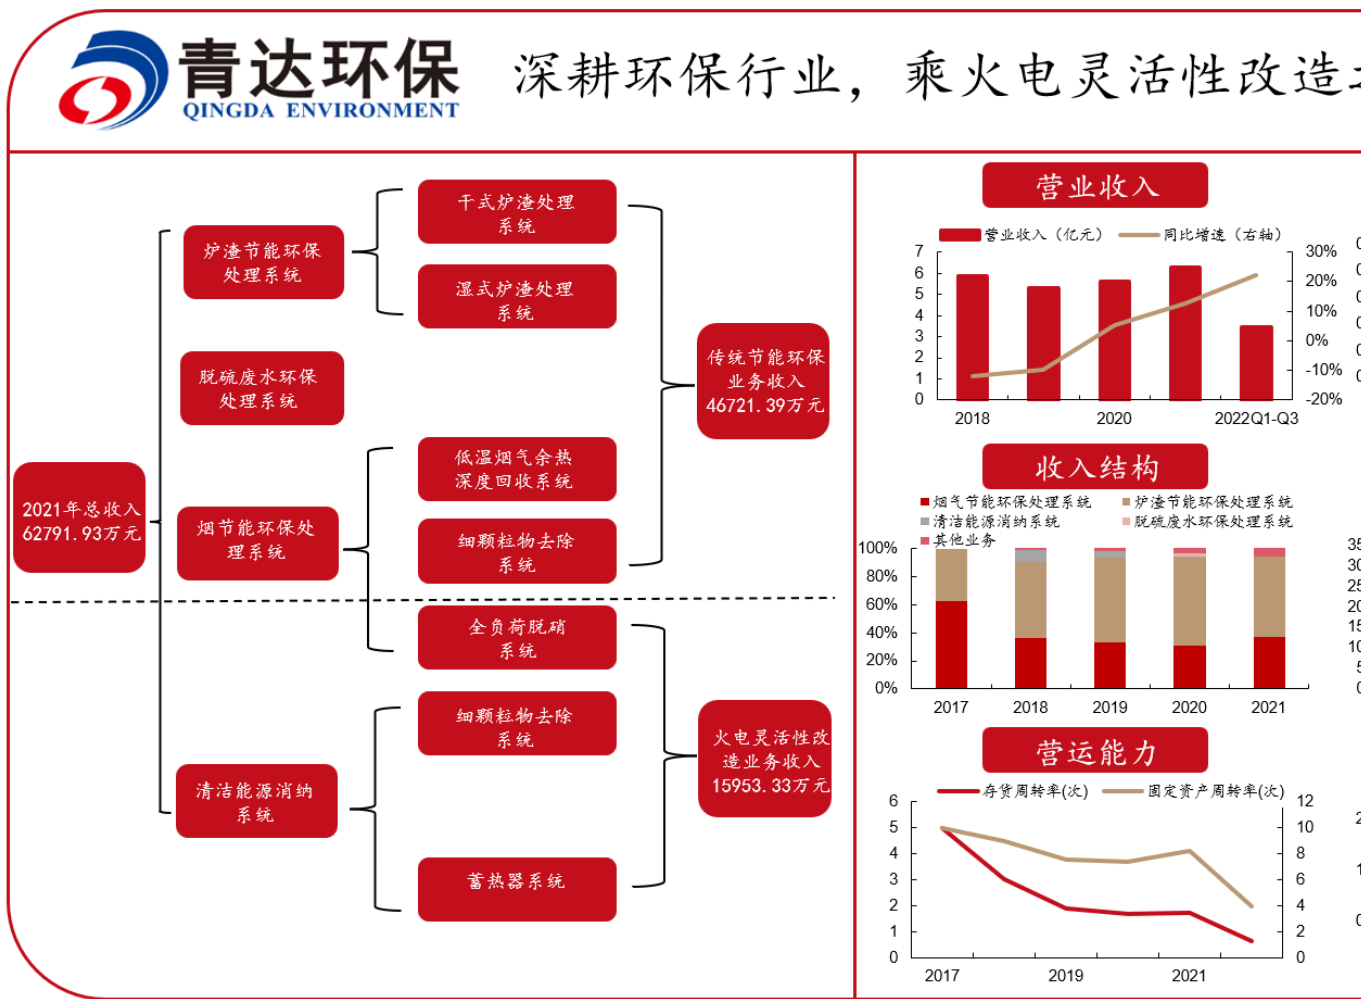 青达环保
QINGDA ENVIRONMENT
深耕环保行业，乘火电灵活性改造
2021年总收入
62791.93万元
炉渣节能环保
处理系统
脱硫废水环保
处理系统
烟节能环保处
理系统
清洁能源消纳
系统
干式炉渣处理
系统
湿式炉渣处理
系统
低温烟气余热
深度回收系统
细颗粒物去除
系统
全负荷脱硝
系统
细颗粒物去除
系统
蓄热器系统
传统节能环保
业务收入
46721.39万元
火电灵活性改
造业务收入
15953.33万元
营业收入
营业收入（亿元）
同比增速（右轴）
7
6
5
4
3
2
1
0
30%
20%
10%
0%
-10%
-20%
2018
2020
2022Q1-Q3
收入结构
烟气节能环保处理系统
炉渣节能环保处理系统
清洁能源消纳系统
脱硫废水环保处理系统
其他业务
100%
80%
60%
40%
20%
0%
2017
2018
2019
2020
2021
营运能力
存货周转率(次)
固定资产周转率(次)
6
5
4
3
2
1
0
12
10
8
6
4
2
0
2017
2019
2021